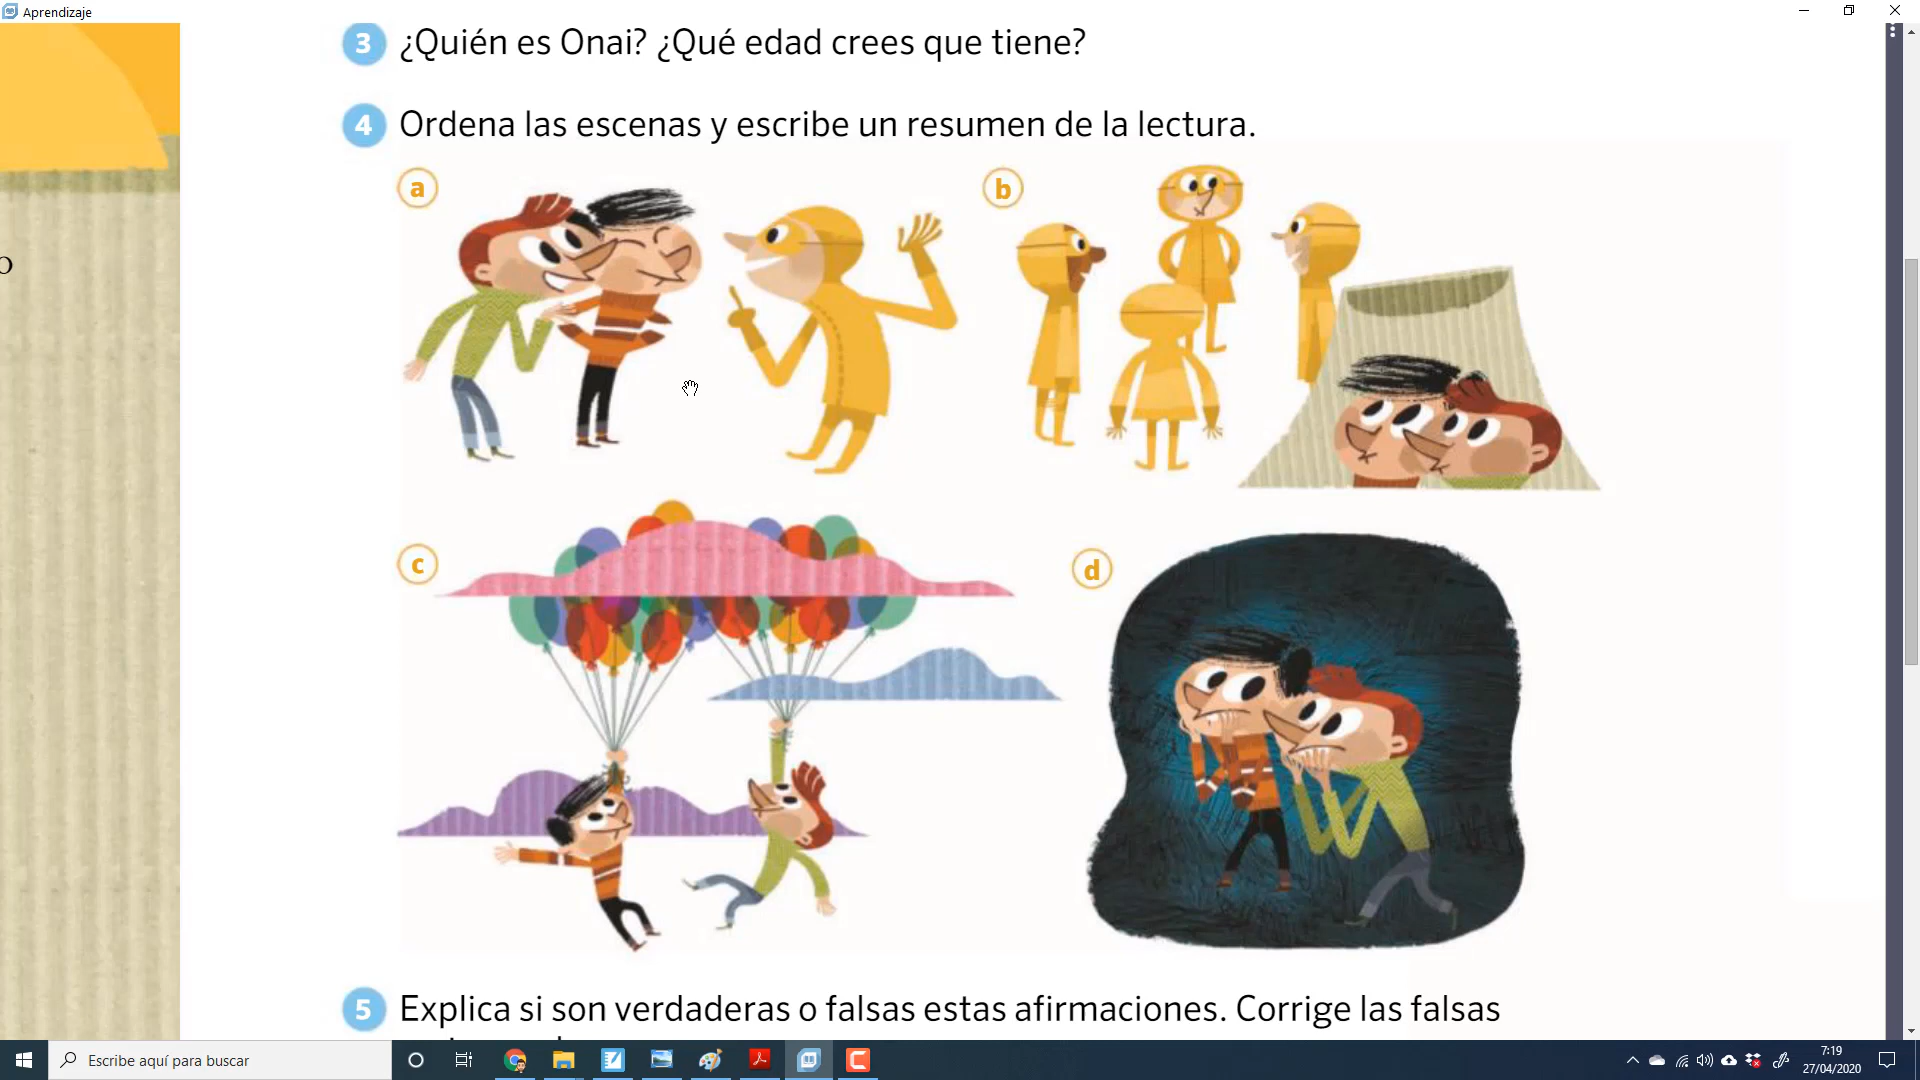 Aprendizaje
3 ¿Quién es Onai? ¿Qué edad crees que tiene?
4 Ordena las escenas y escribe un resumen de la lectura.
a
b
o
c
d
5 Explica si son verdaderas o falsas estas afirmaciones. Corrige las falsas
Escribe aquí para buscar
7:19
27/04/2020